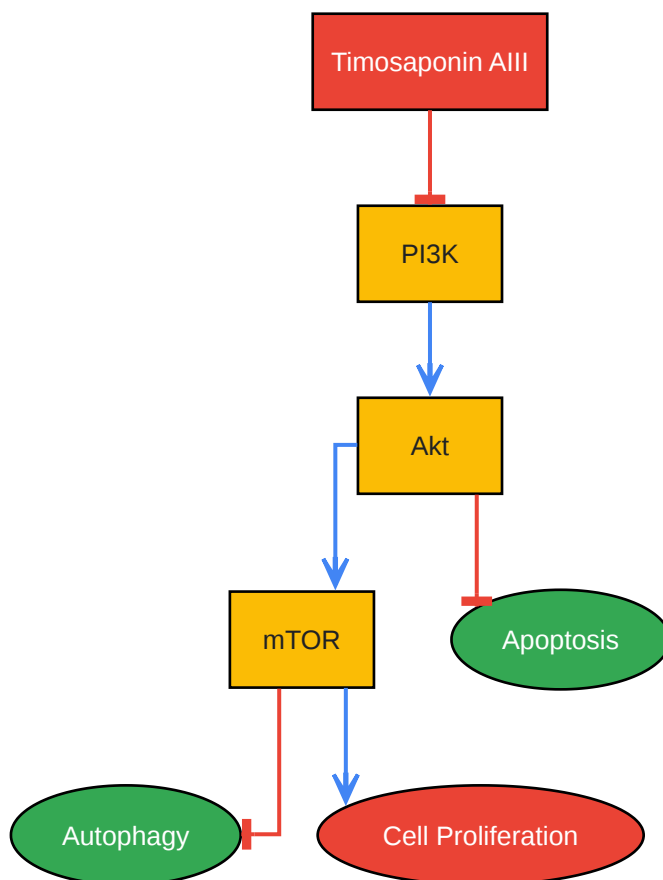 Timosaponin AIII
PI3K
Akt
mTOR
Apoptosis
Autophagy
Cell Proliferation